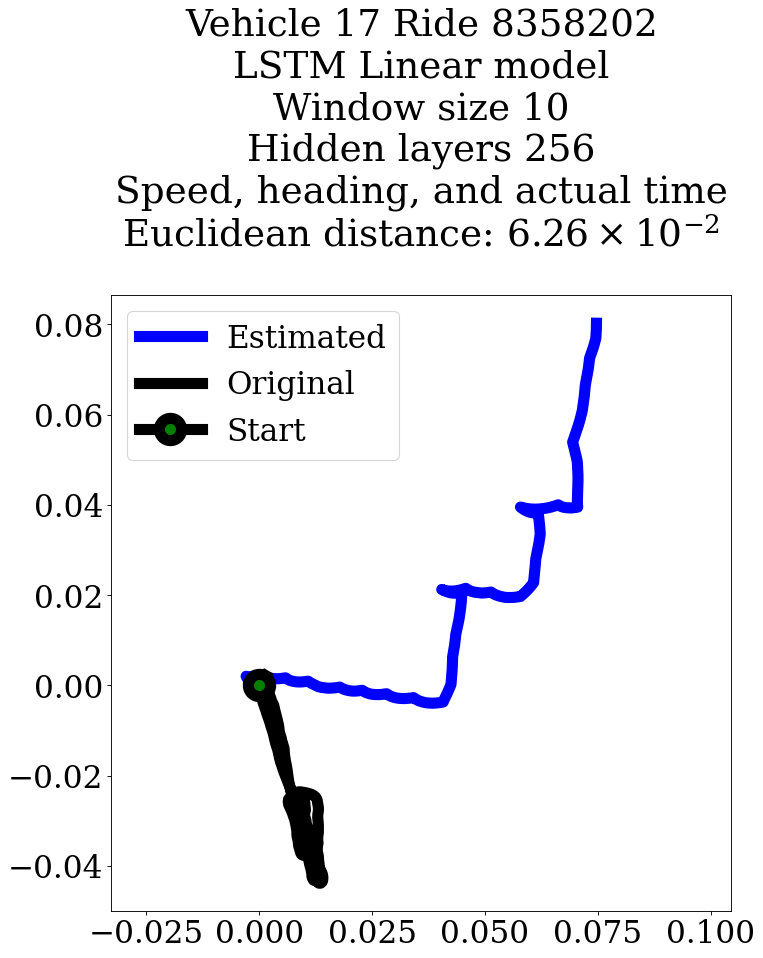 Vehicle 17 Ride 8358202
LSTM Linear model
Window size 10
Hidden layers 256
Speed, heading, and actual time
Euclidean distance: 6.26 × 10⁻²
Estimated
Original
Start
0.08
0.06
0.04
0.02
0.00
−0.02
−0.04
−0.025 0.000 0.025 0.050 0.075 0.100